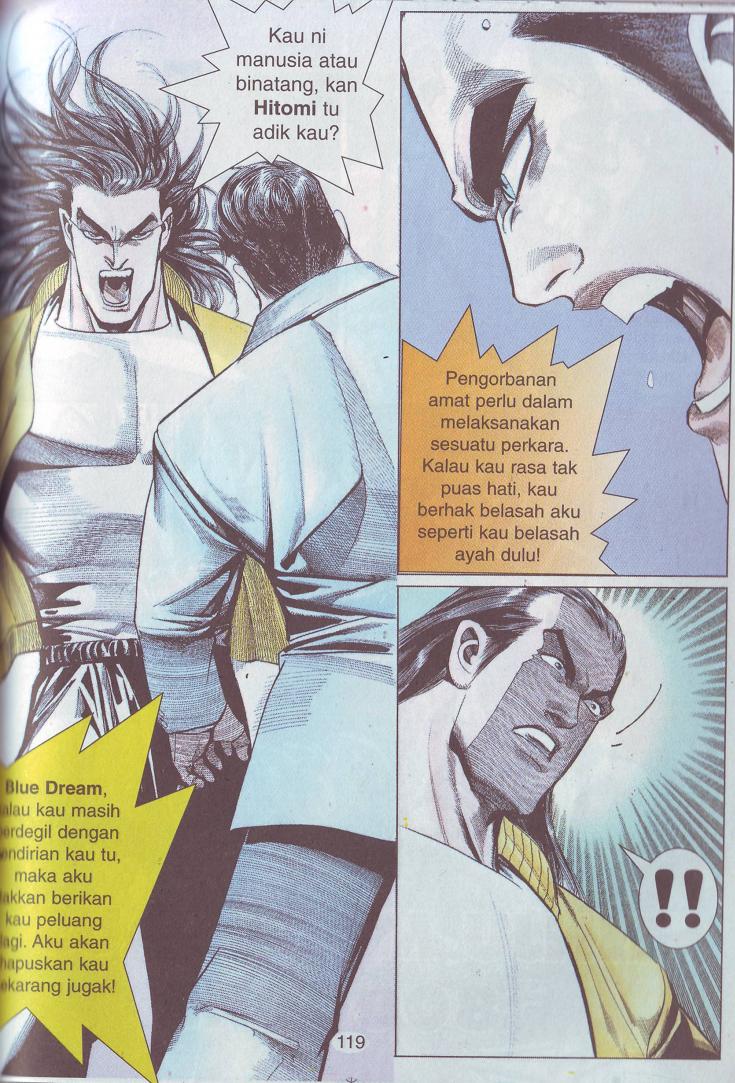 Kau ni
manusia atau
binatang, kan
Hitomi tu
adik kau?
Pengorbanan
amat perlu dalam
melaksanakan
sesuatu perkara.
Kalau kau rasa tak
puas hati, kau
berhak belasah aku
seperti kau belasah
ayah dulu!
Blue Dream,
alau kau masih
erdegil dengan
endirian kau tu,
maka aku
akkan berikan
kau peluang
lagi. Aku akan
hapuskan kau
ekarang jugak!
!!
119